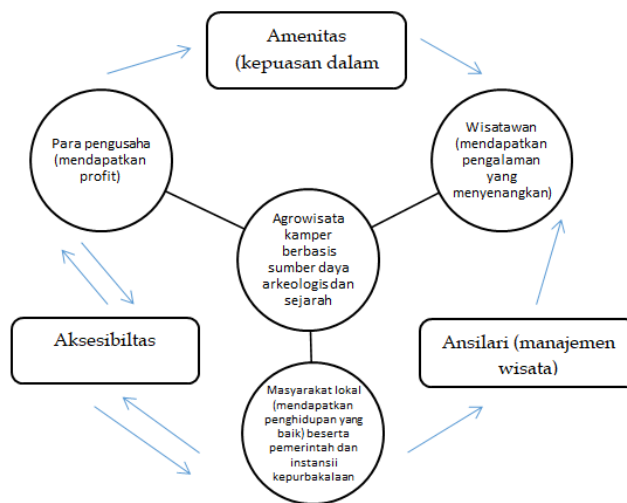 Amenitas
(kepuasan dalam
Para pengusaha
(mendapatkan
profit)
Wisatawan
(mendapatkan
pengalaman
yang
menyenangkan)
Agrowisata
kamper
berbasis
sumber daya
arkeologis dan
sejarah
Aksesibiltas
Ansilari (manajemen
wisata)
Masyarakat lokal
(mendapatkan
penghidupan yang
baik) beserta
pemerintah dan
instansii
kepurbakalaan